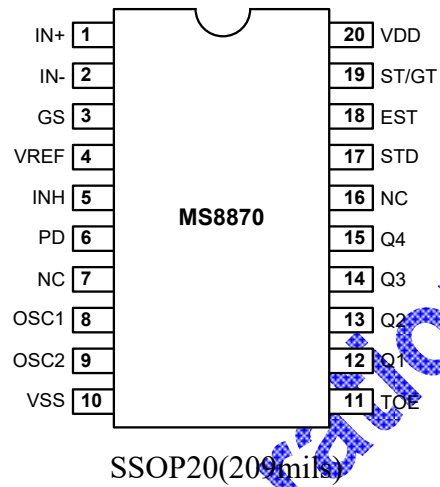 IN+ 1 20 VDD
IN- 2 19 ST/GT
GS 3 18 EST
VREF 4 17 STD
INH 5 16 NC
MS8870
PD 6 15 Q4
NC 7 14 Q3
OSC1 8 13 Q2
OSC2 9 12 Q1
VSS 10 11 TOE
SSOP20(209mils)